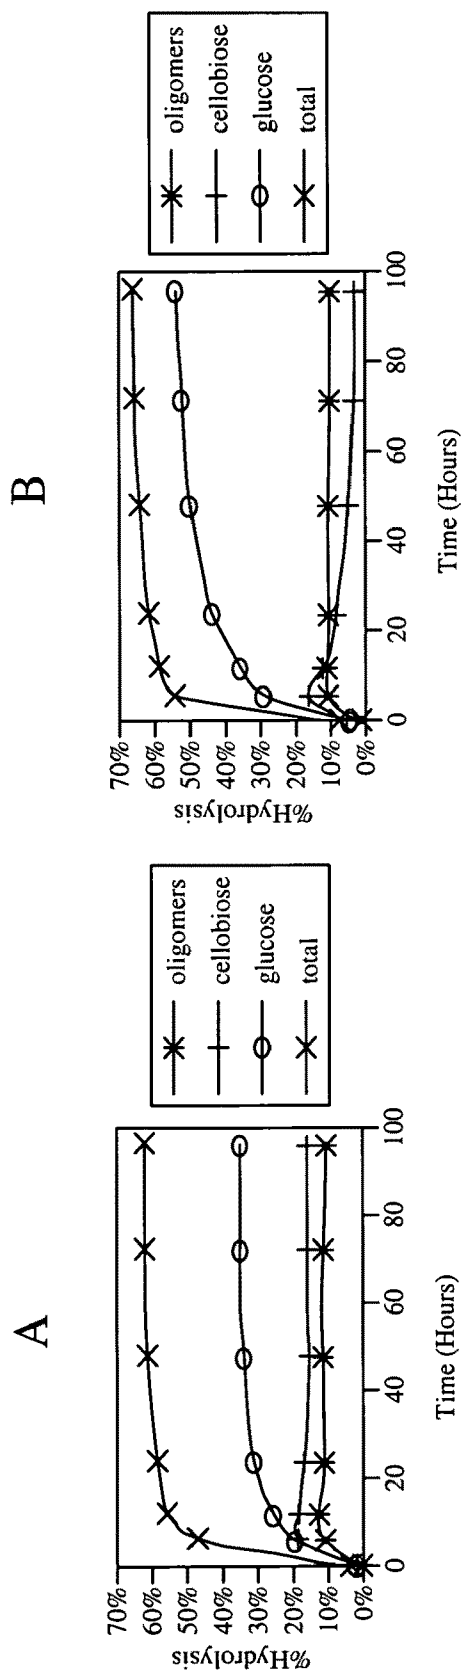 A
%Hydrolysis
70%
60%
50%
40%
30%
20%
10%
0%
0 20 40 60 80 100
Time (Hours)
oligomers
cellobiose
glucose
total
B
%Hydrolysis
70%
60%
50%
40%
30%
20%
10%
0%
0 20 40 60 80 100
Time (Hours)
oligomers
cellobiose
glucose
total